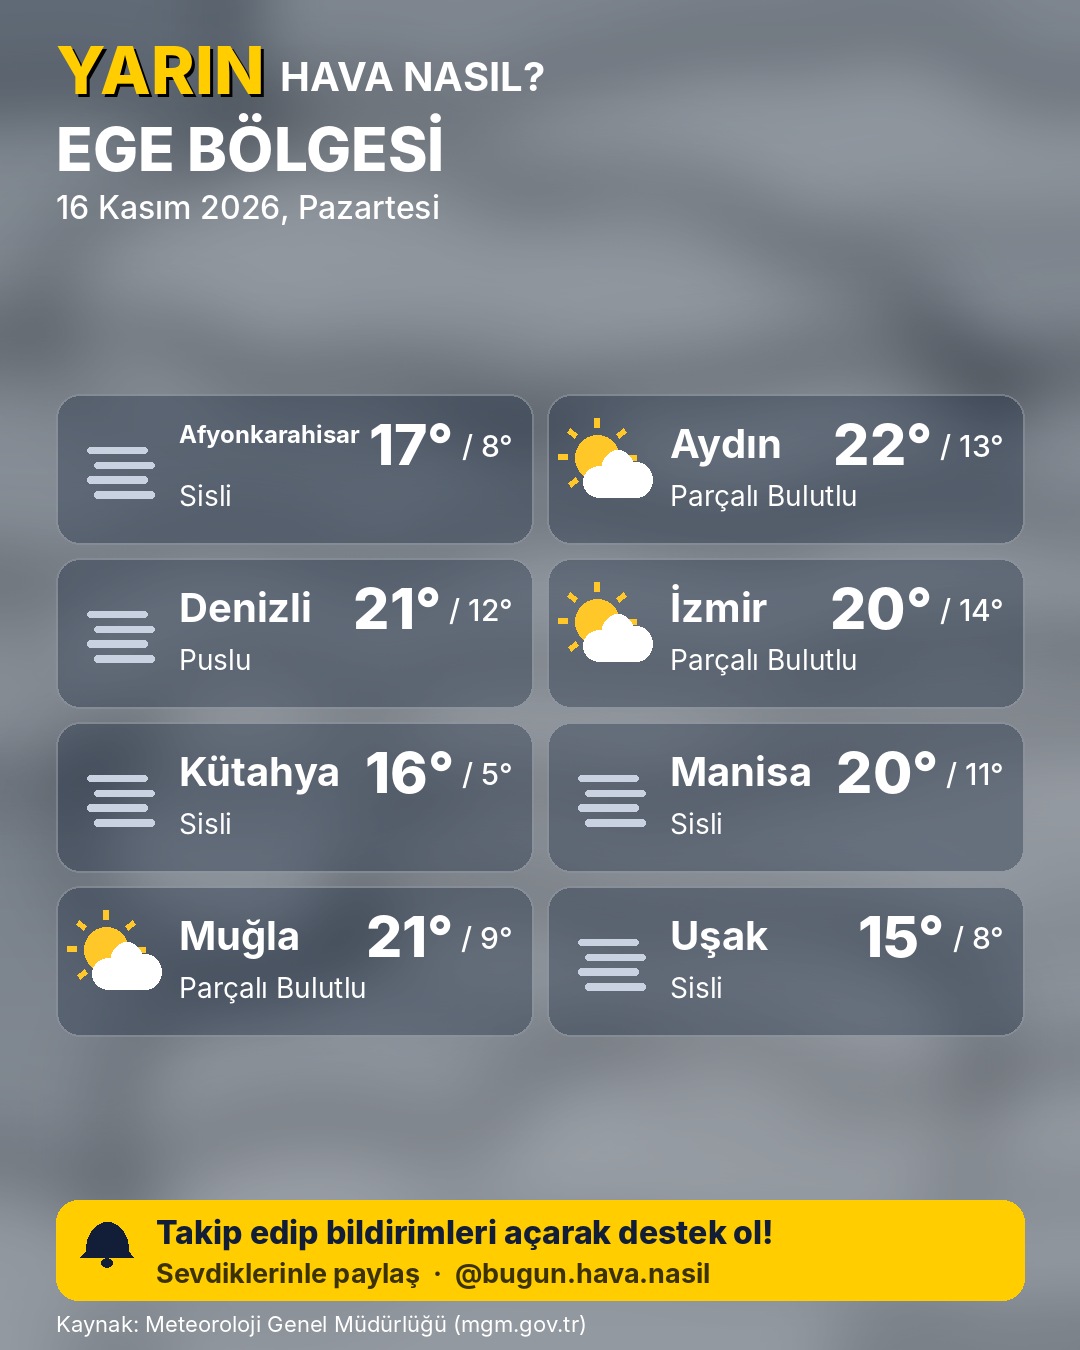 YARIN HAVA NASIL?
EGE BÖLGESİ
16 Kasım 2026, Pazartesi
Afyonkarahisar 17° / 8°
Sisli
Aydın 22° / 13°
Parçalı Bulutlu
Denizli 21° / 12°
Puslu
İzmir 20° / 14°
Parçalı Bulutlu
Kütahya 16° / 5°
Sisli
Manisa 20° / 11°
Sisli
Muğla 21° / 9°
Parçalı Bulutlu
Uşak 15° / 8°
Sisli
Takip edip bildirimleri açarak destek ol!
Sevdiklerinle paylaş · @bugun.hava.nasil
Kaynak: Meteoroloji Genel Müdürlüğü (mgm.gov.tr)